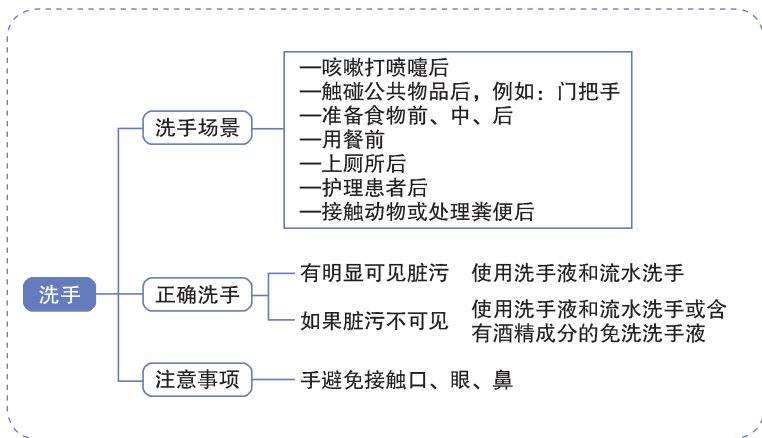 洗手
洗手场景
—咳嗽打喷嚏后
—触碰公共物品后，例如：门把手
—准备食物前、中、后
—用餐前
—上厕所后
—护理患者后
—接触动物或处理粪便后
正确洗手
有明显可见脏污 使用洗手液和流水洗手
如果脏污不可见 使用洗手液和流水洗手或含
有酒精成分的免洗洗手液
注意事项
手避免接触口、眼、鼻